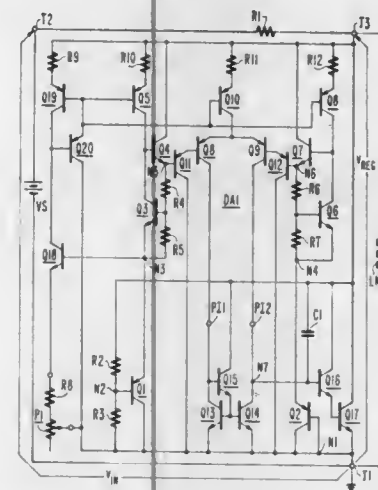 T2
R1
T3
R9
R10
R11
R12
Q19
Q5
Q10
Q8
Q20
Q4
Q11
Q8
Q9
Q12
Q7
N5
N6
VREG
R4
R6
VS
Q3
DA1
Q6
R5
R7
Q18
N3
N4
PI1
PI2
C1
R2
Q15
N7
Q16
R8
N2
Q1
Q13
Q14
Q2
Q17
P1
R3
N1
VIN
T1